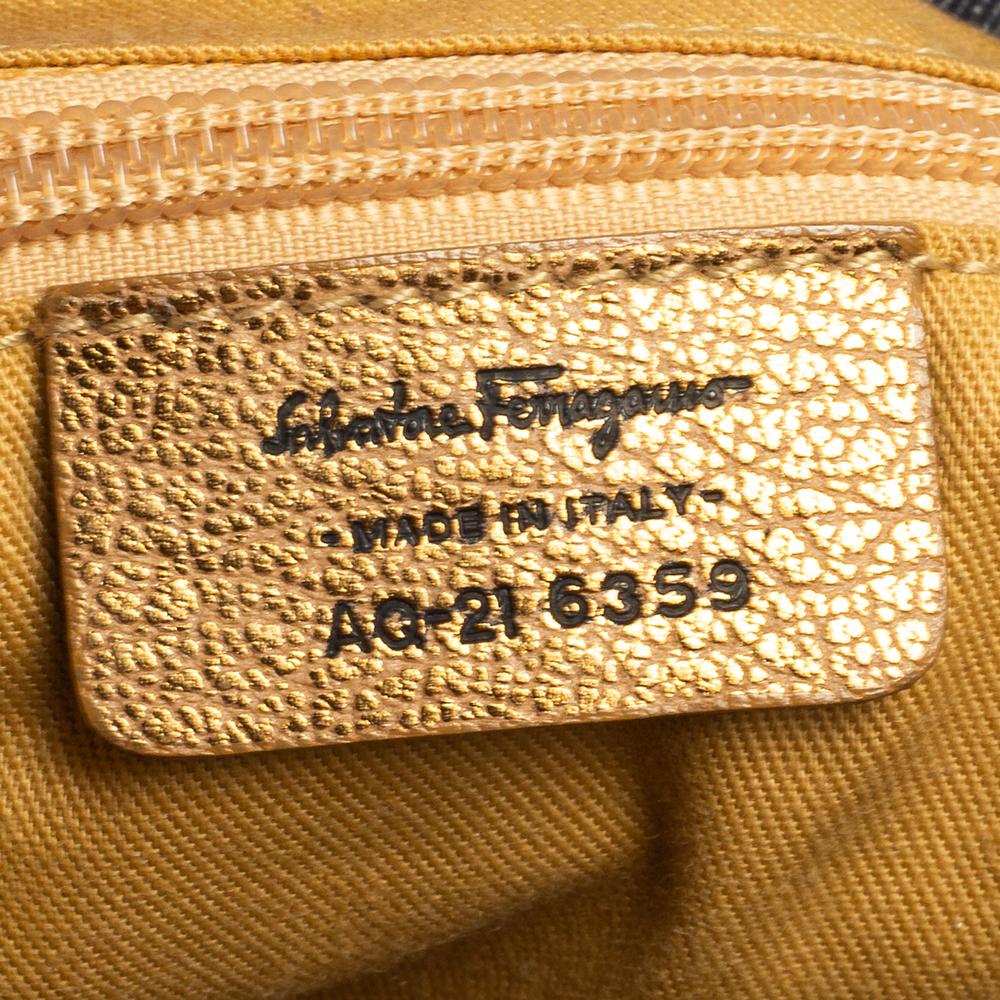 Salvatore Ferragamo
-MADE IN ITALY-
AQ-21 6359